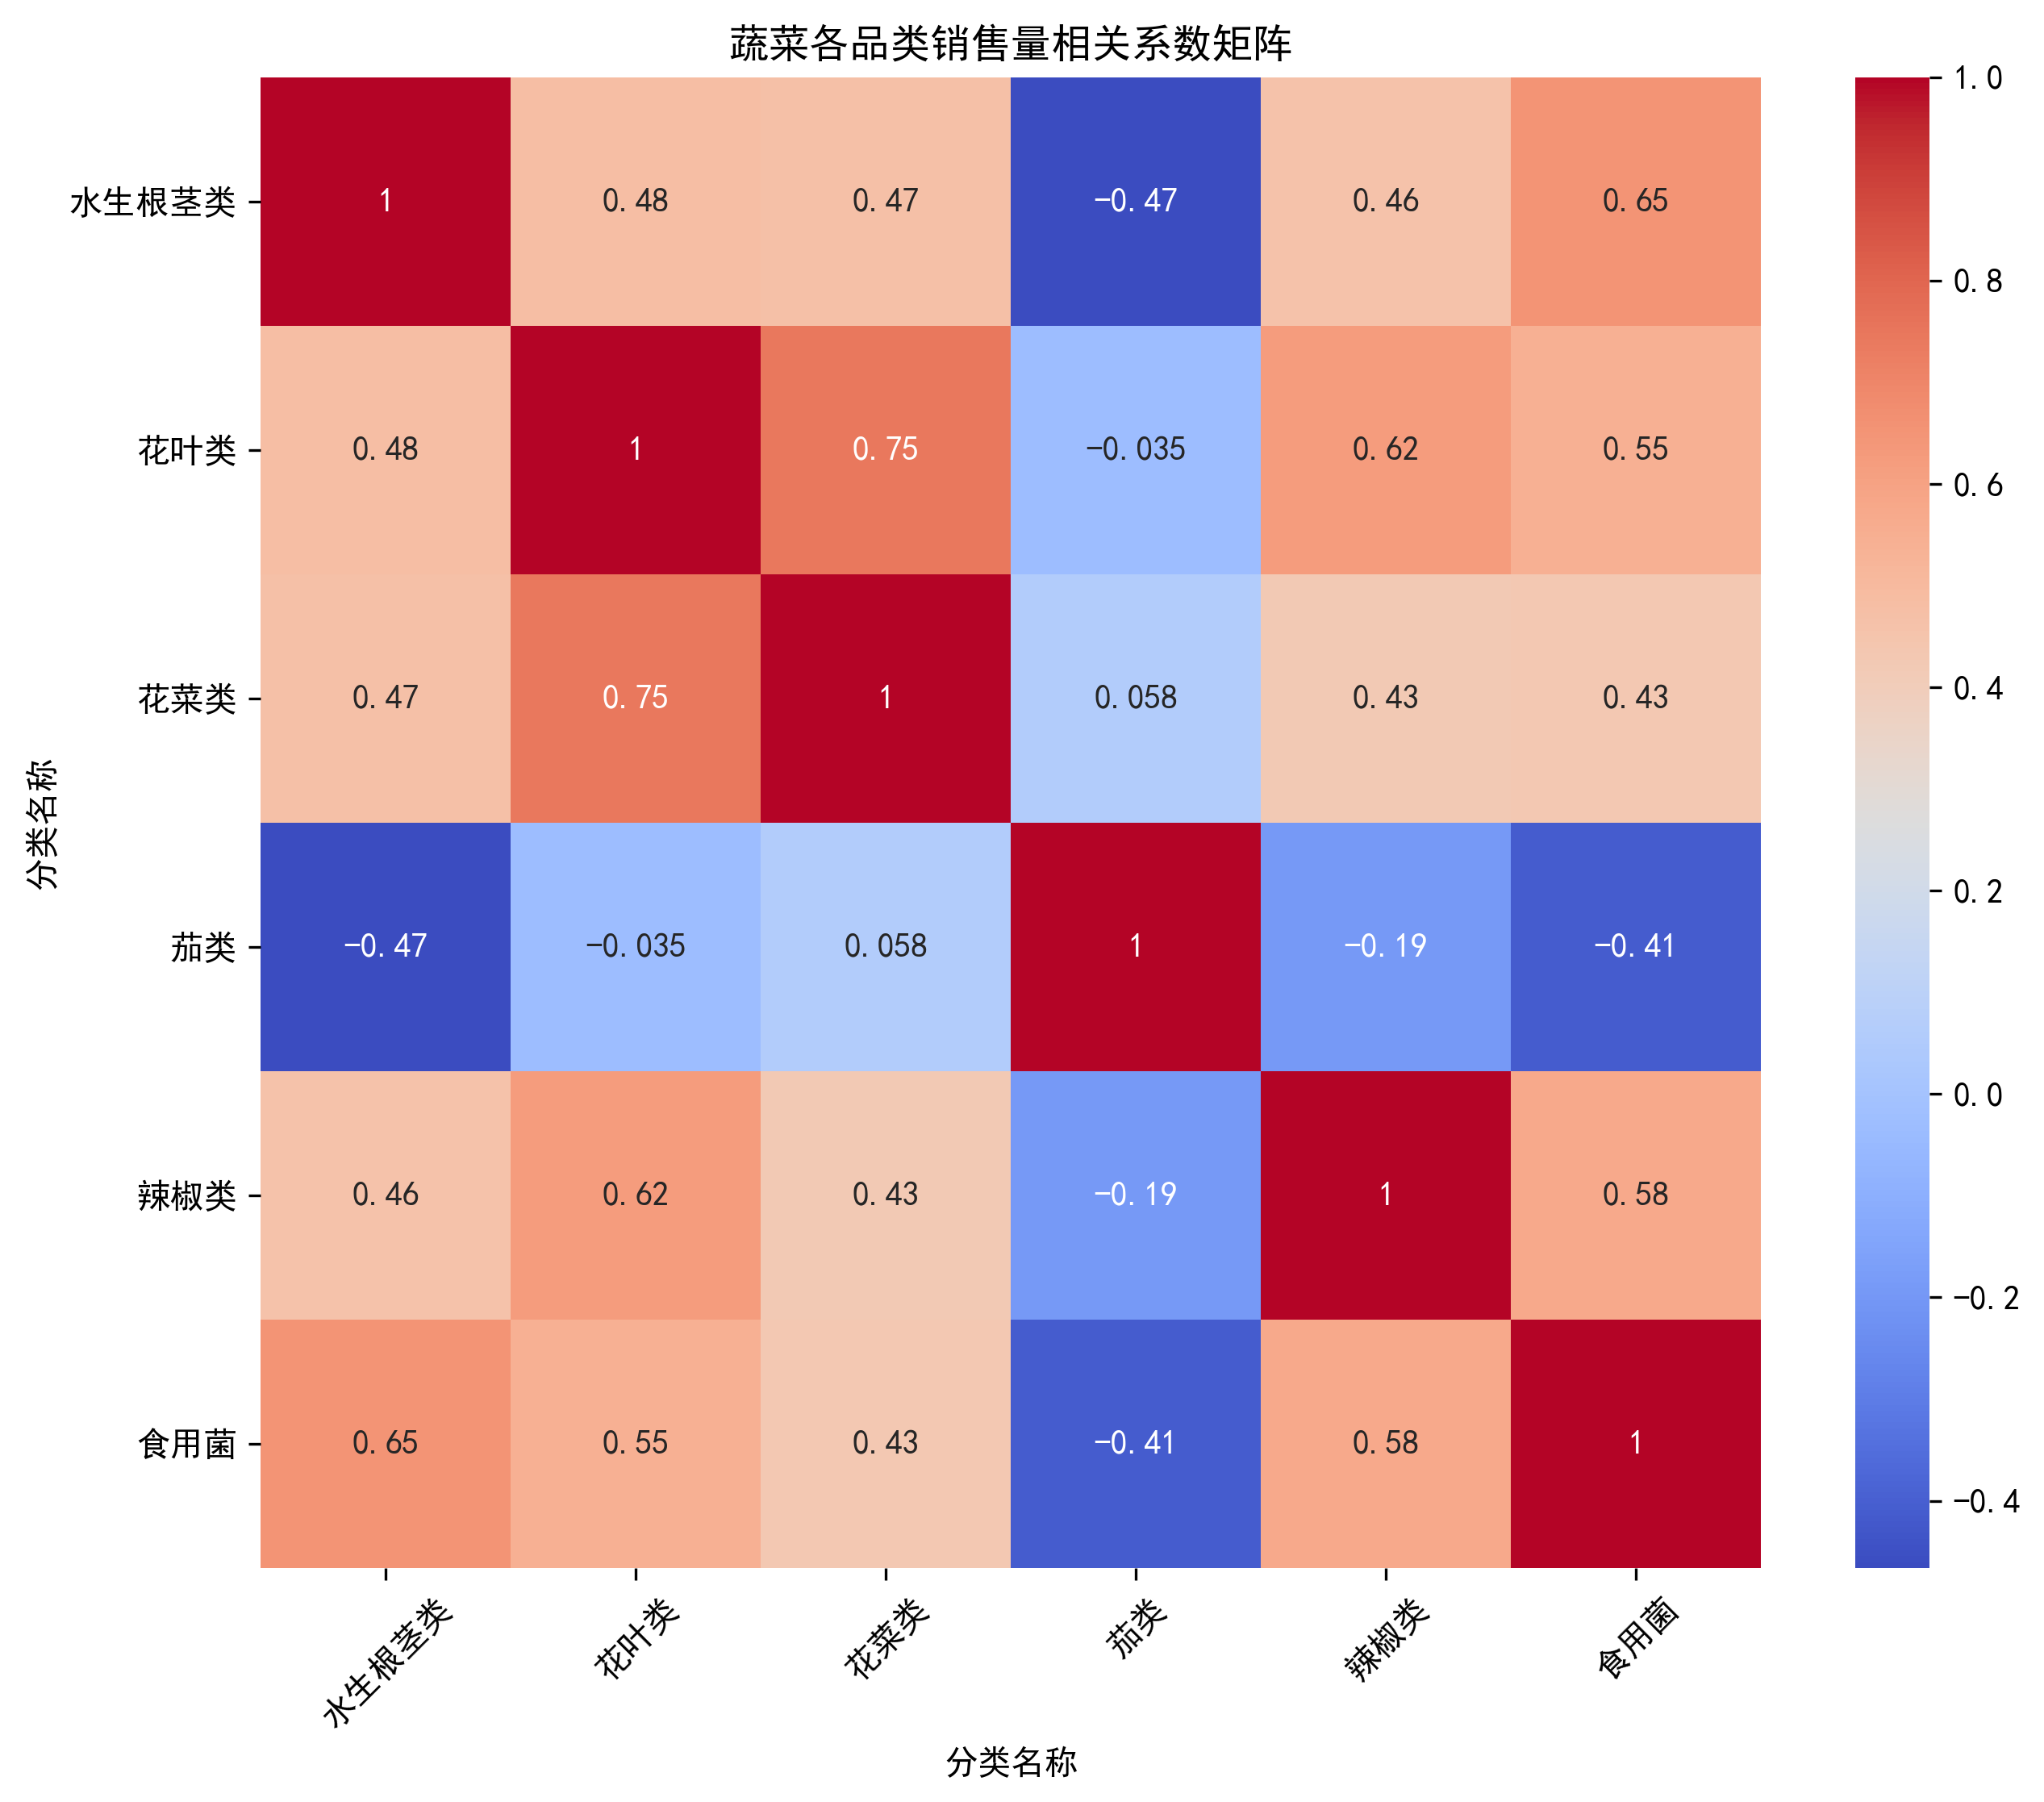 蔬菜各品类销售量相关系数矩阵
水生根茎类 1 0.48 0.47 -0.47 0.46 0.65
花叶类 0.48 1 0.75 -0.035 0.62 0.55
花菜类 0.47 0.75 1 0.058 0.43 0.43
茄类 -0.47 -0.035 0.058 1 -0.19 -0.41
辣椒类 0.46 0.62 0.43 -0.19 1 0.58
食用菌 0.65 0.55 0.43 -0.41 0.58 1
分类名称
水生根茎类 花叶类 花菜类 茄类 辣椒类 食用菌
分类名称
1.0
0.8
0.6
0.4
0.2
0.0
-0.2
-0.4